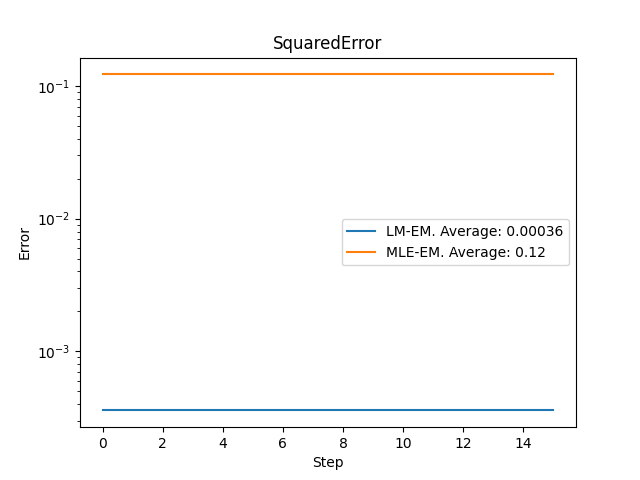 SquaredError
10⁻¹
10⁻²
10⁻³
Error
LM-EM. Average: 0.00036
MLE-EM. Average: 0.12
0 2 4 6 8 10 12 14
Step